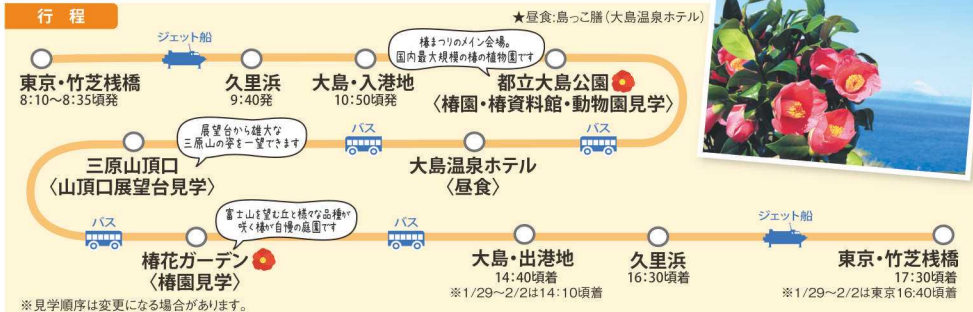 行 程
★昼食:島っこ膳(大島温泉ホテル)
ジェット船
椿まつりのメイン会場。
国内最大規模の椿の植物園です
東京・竹芝桟橋
8:10〜8:35頃発
久里浜
9:40発
大島・入港地
10:50頃発
都立大島公園
〈椿園・椿資料館・動物園見学〉
展望台から雄大な
三原山の姿を一望できます
バス
バス
三原山頂口
〈山頂口展望台見学〉
大島温泉ホテル
〈昼食〉
バス
富士山を望む丘と様々な品種が
咲く椿が自慢の庭園です
バス
ジェット船
椿花ガーデン
〈椿園見学〉
大島・出港地
14:40頃着
※1/29〜2/2は14:10頃着
久里浜
16:30頃着
東京・竹芝桟橋
17:30頃着
※1/29〜2/2は東京16:40頃着
※見学順序は変更になる場合があります。